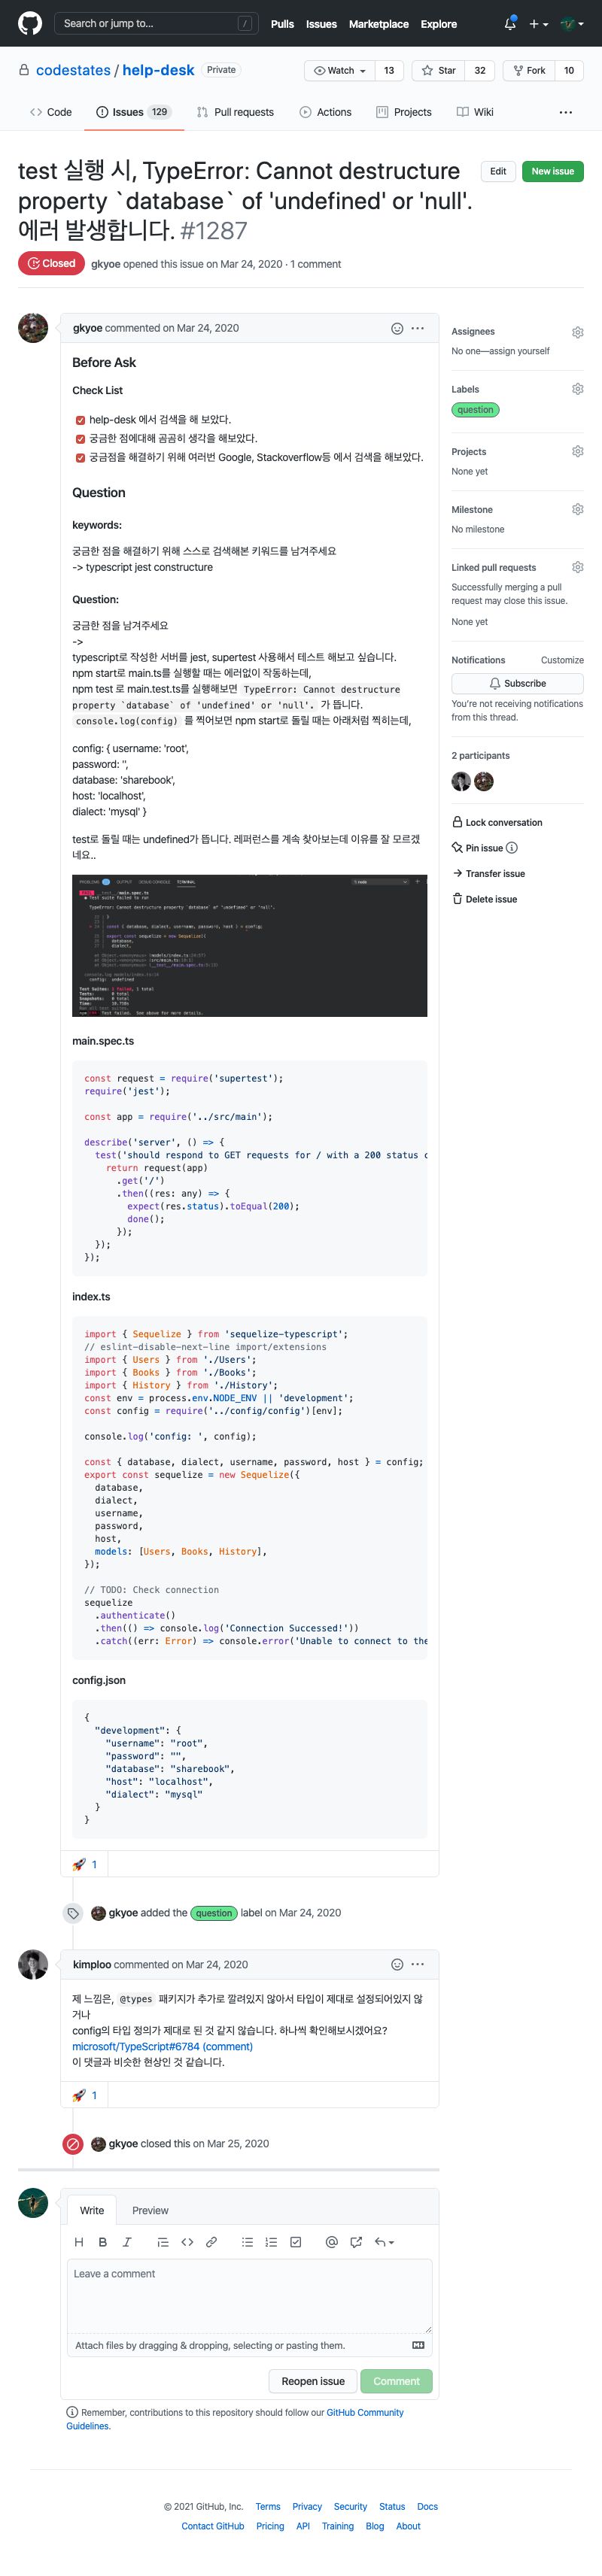 Search or jump to...
/
Pulls
Issues
Marketplace
Explore
codestates / help-desk
Private
Watch
13
Star
32
Fork
10
Code
Issues 129
Pull requests
Actions
Projects
Wiki
test 실행 시, TypeError: Cannot destructure
property `database` of 'undefined' or 'null'.
에러 발생합니다. #1287
Edit
New issue
Closed
gkyoe opened this issue on Mar 24, 2020 · 1 comment
gkyoe commented on Mar 24, 2020
Before Ask
Check List
help-desk 에서 검색을 해 보았다.
궁금한 점에대해 곰곰히 생각을 해보았다.
궁금점을 해결하기 위해 여러번 Google, Stackoverflow등 에서 검색을 해보았다.
Question
keywords:
궁금한 점을 해결하기 위해 스스로 검색해본 키워드를 남겨주세요
-> typescript jest constructure
Question:
궁금한 점을 남겨주세요
->
typescript로 작성한 서버를 jest, supertest 사용해서 테스트 해보고 싶습니다.
npm start로 main.ts를 실행할 때는 에러없이 작동하는데,
npm test 로 main.test.ts를 실행해보면 TypeError: Cannot destructure
property `database` of 'undefined' or 'null'. 가 뜹니다.
console.log(config) 를 찍어보면 npm start로 돌릴 때는 아래처럼 찍히는데,
config: { username: 'root',
password: '',
database: 'sharebook',
host: 'localhost',
dialect: 'mysql' }
test로 돌릴 때는 undefined가 뜹니다. 레퍼런스를 계속 찾아보는데 이유를 잘 모르겠
네요..
main.spec.ts
const request = require('supertest');
require('jest');
const app = require('../src/main');
describe('server', () => {
test('should respond to GET requests for / with a 200 status c
return request(app)
.get('/')
.then((res: any) => {
expect(res.status).toEqual(200);
done();
});
});
});
index.ts
import { Sequelize } from 'sequelize-typescript';
// eslint-disable-next-line import/extensions
import { Users } from './Users';
import { Books } from './Books';
import { History } from './History';
const env = process.env.NODE_ENV || 'development';
const config = require('../config/config')[env];
console.log('config: ', config);
const { database, dialect, username, password, host } = config;
export const sequelize = new Sequelize({
database,
dialect,
username,
password,
host,
models: [Users, Books, History],
});
// TODO: Check connection
sequelize
.authenticate()
.then(() => console.log('Connection Successed!'))
.catch((err: Error) => console.error('Unable to connect to the
config.json
{
"development": {
"username": "root",
"password": "",
"database": "sharebook",
"host": "localhost",
"dialect": "mysql"
}
}
1
gkyoe added the question label on Mar 24, 2020
kimploo commented on Mar 24, 2020
제 느낌은, @types 패키지가 추가로 깔려있지 않아서 타입이 제대로 설정되어있지 않
거나
config의 타입 정의가 제대로 된 것 같지 않습니다. 하나씩 확인해보시겠어요?
microsoft/TypeScript#6784 (comment)
이 댓글과 비슷한 현상인 것 같습니다.
1
gkyoe closed this on Mar 25, 2020
Write
Preview
Leave a comment
Attach files by dragging & dropping, selecting or pasting them.
Reopen issue
Comment
Remember, contributions to this repository should follow our GitHub Community
Guidelines.
Assignees
No one—assign yourself
Labels
question
Projects
None yet
Milestone
No milestone
Linked pull requests
Successfully merging a pull
request may close this issue.
None yet
Notifications
Customize
Subscribe
You're not receiving notifications
from this thread.
2 participants
Lock conversation
Pin issue
Transfer issue
Delete issue
© 2021 GitHub, Inc.
Terms
Privacy
Security
Status
Docs
Contact GitHub
Pricing
API
Training
Blog
About